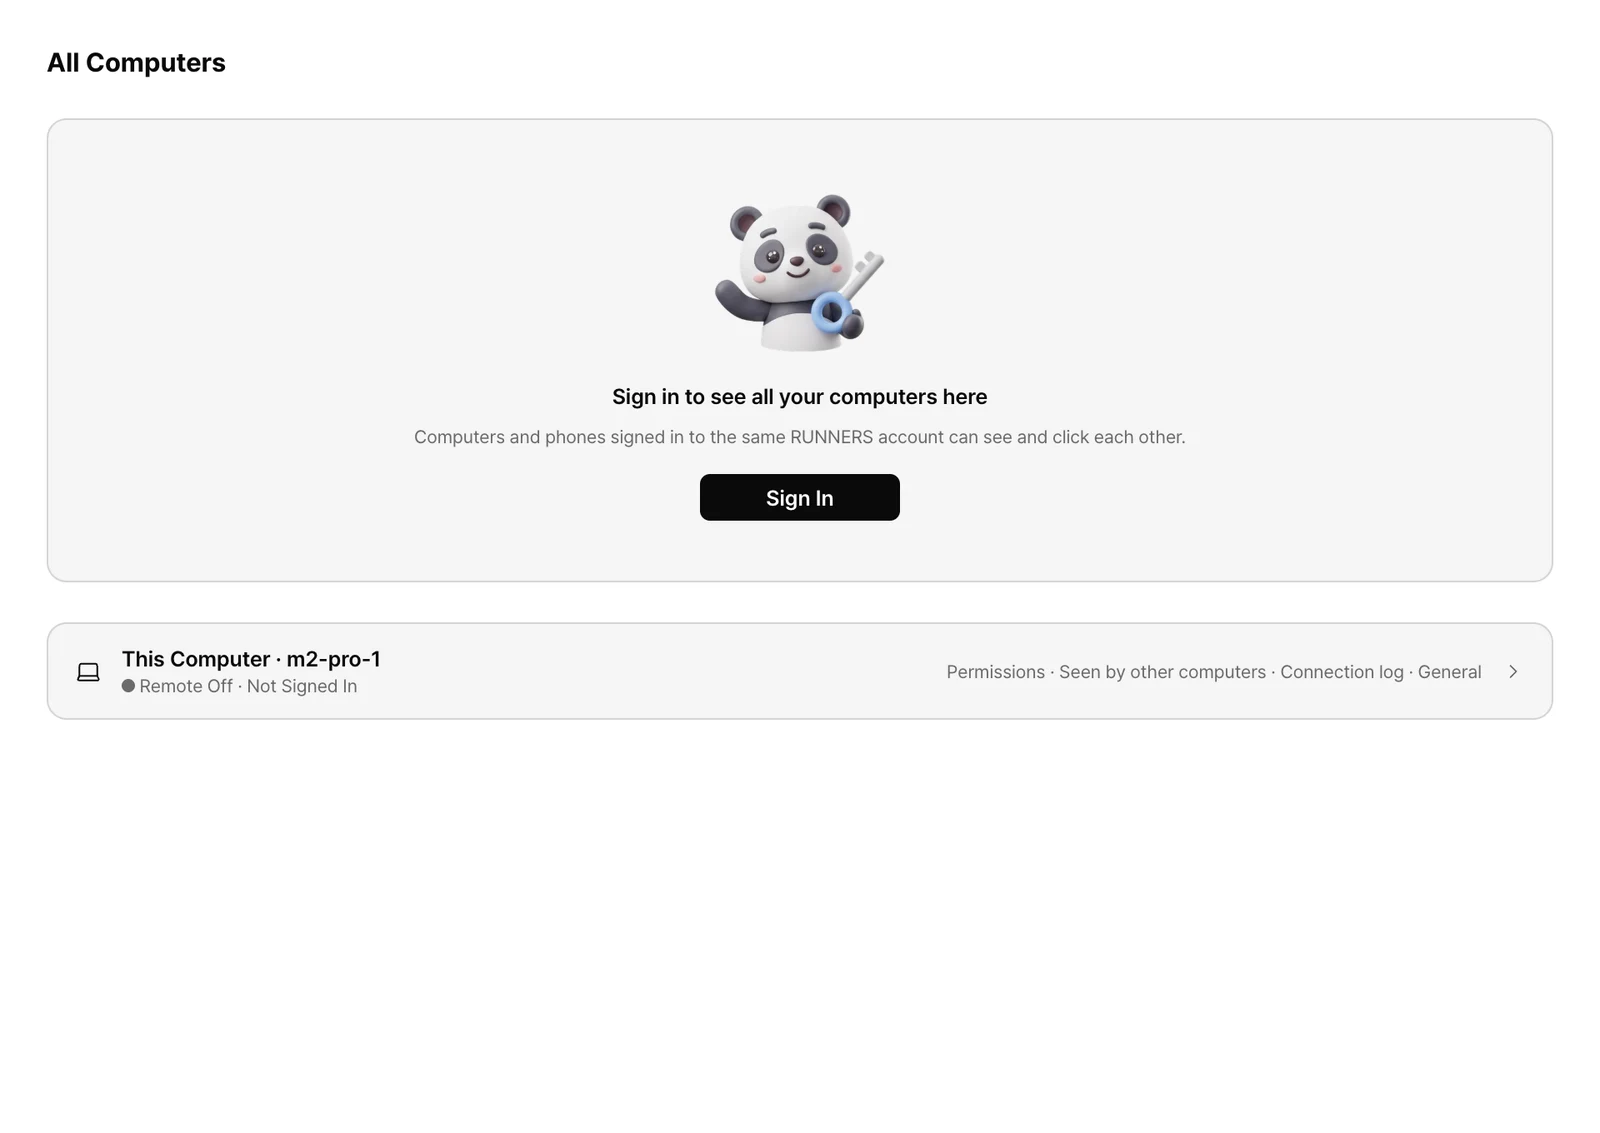 All Computers
Sign in to see all your computers here
Computers and phones signed in to the same RUNNERS account can see and click each other.
Sign In
This Computer · m2-pro-1
Remote Off · Not Signed In
Permissions · Seen by other computers · Connection log · General